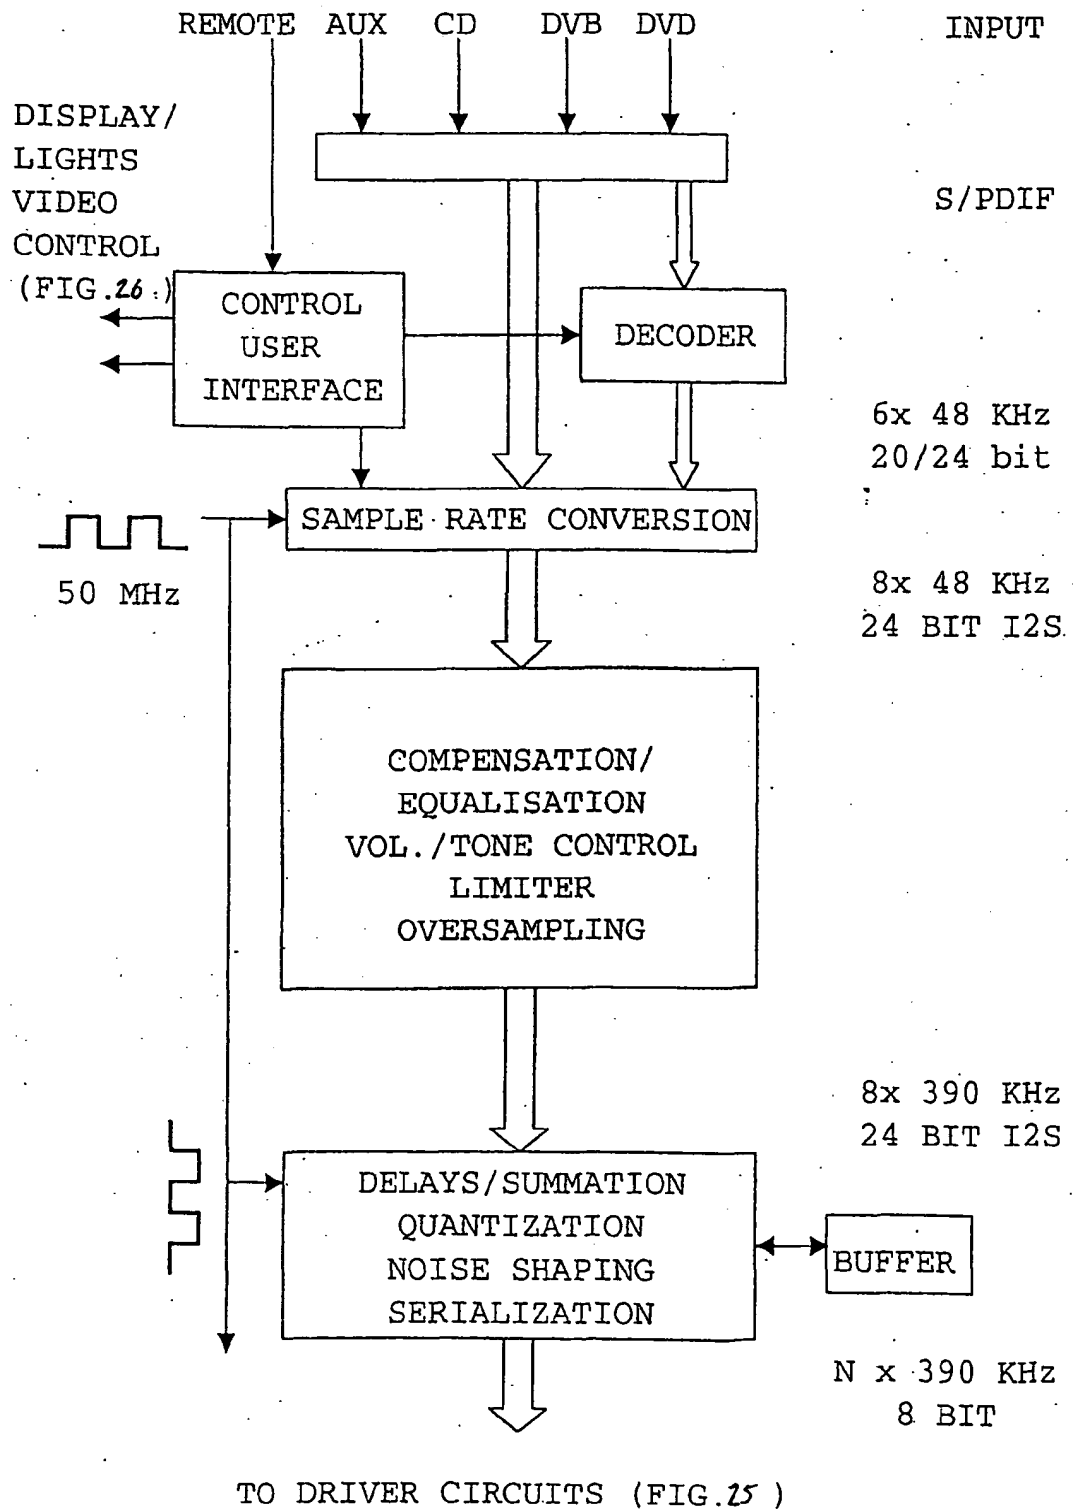 REMOTE AUX CD DVB DVD INPUT
DISPLAY/
LIGHTS
VIDEO
CONTROL
(FIG.26.)
S/PDIF
CONTROL
USER
INTERFACE
DECODER
6x 48 KHz
20/24 bit
SAMPLE RATE CONVERSION
50 MHz
8x 48 KHz
24 BIT I2S
COMPENSATION/
EQUALISATION
VOL./TONE CONTROL
LIMITER
OVERSAMPLING
8x 390 KHz
24 BIT I2S
DELAYS/SUMMATION
QUANTIZATION
NOISE SHAPING
SERIALIZATION
BUFFER
N x 390 KHz
8 BIT
TO DRIVER CIRCUITS (FIG.25)